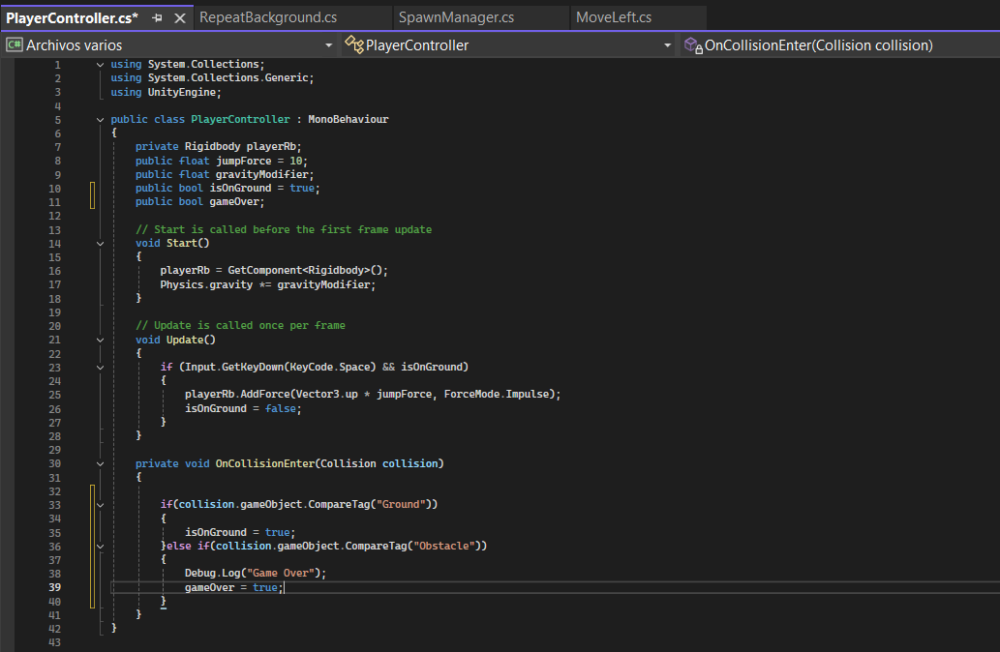 PlayerController.cs* RepeatBackground.cs SpawnManager.cs MoveLeft.cs
C# Archivos varios PlayerController OnCollisionEnter(Collision collision)
1 using System.Collections;
2 using System.Collections.Generic;
3 using UnityEngine;
4
5 public class PlayerController : MonoBehaviour
6 {
7 private Rigidbody playerRb;
8 public float jumpForce = 10;
9 public float gravityModifier;
10 public bool isOnGround = true;
11 public bool gameOver;
12
13 // Start is called before the first frame update
14 void Start()
15 {
16 playerRb = GetComponent<Rigidbody>();
17 Physics.gravity *= gravityModifier;
18 }
19
20 // Update is called once per frame
21 void Update()
22 {
23 if (Input.GetKeyDown(KeyCode.Space) && isOnGround)
24 {
25 playerRb.AddForce(Vector3.up * jumpForce, ForceMode.Impulse);
26 isOnGround = false;
27 }
28 }
29
30 private void OnCollisionEnter(Collision collision)
31 {
32
33 if(collision.gameObject.CompareTag("Ground"))
34 {
35 isOnGround = true;
36 }else if(collision.gameObject.CompareTag("Obstacle"))
37 {
38 Debug.Log("Game Over");
39 gameOver = true;
40 }
41 }
42 }
43